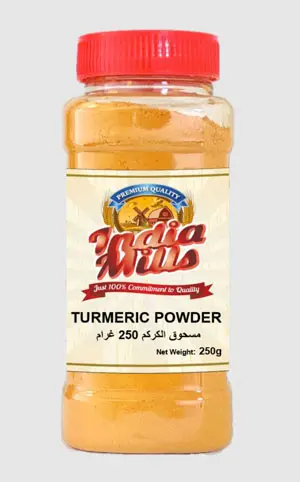 PREMIUM QUALITY
India
Mills
Just 100% Commitment to Quality
TURMERIC POWDER
مسحوق الكركم 250 غرام
Net Weight: 250g